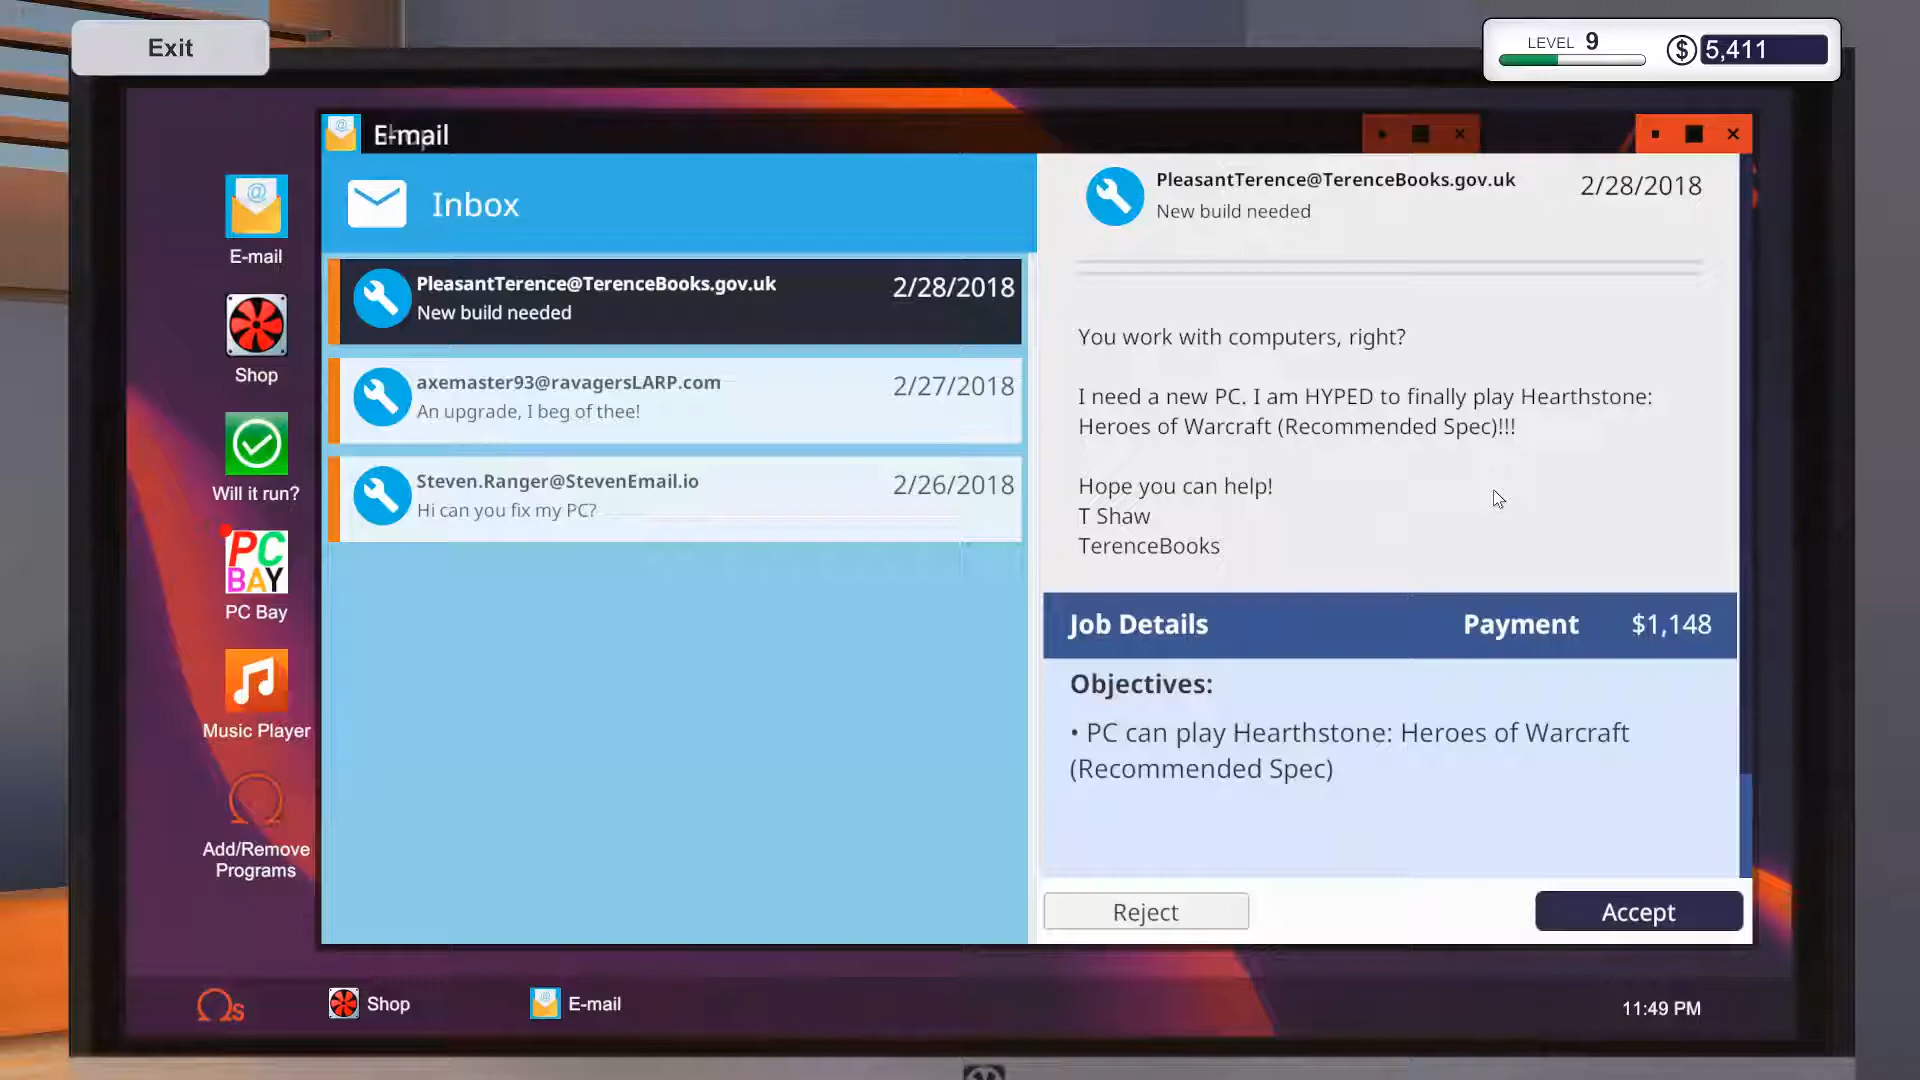 Exit
LEVEL 9
$ 5,411
E-mail
E-mail
Shop
Will it run?
PC
BAY
PC Bay
Music Player
Add/Remove
Programs
Inbox
PleasantTerence@TerenceBooks.gov.uk 2/28/2018
New build needed
axemaster93@ravagersLARP.com 2/27/2018
An upgrade, I beg of thee!
Steven.Ranger@StevenEmail.io 2/26/2018
Hi can you fix my PC?
PleasantTerence@TerenceBooks.gov.uk 2/28/2018
New build needed
You work with computers, right?
I need a new PC. I am HYPED to finally play Hearthstone:
Heroes of Warcraft (Recommended Spec)!!!
Hope you can help!
T Shaw
TerenceBooks
Job Details Payment $1,148
Objectives:
• PC can play Hearthstone: Heroes of Warcraft
(Recommended Spec)
Reject Accept
Ωs Shop E-mail 11:49 PM